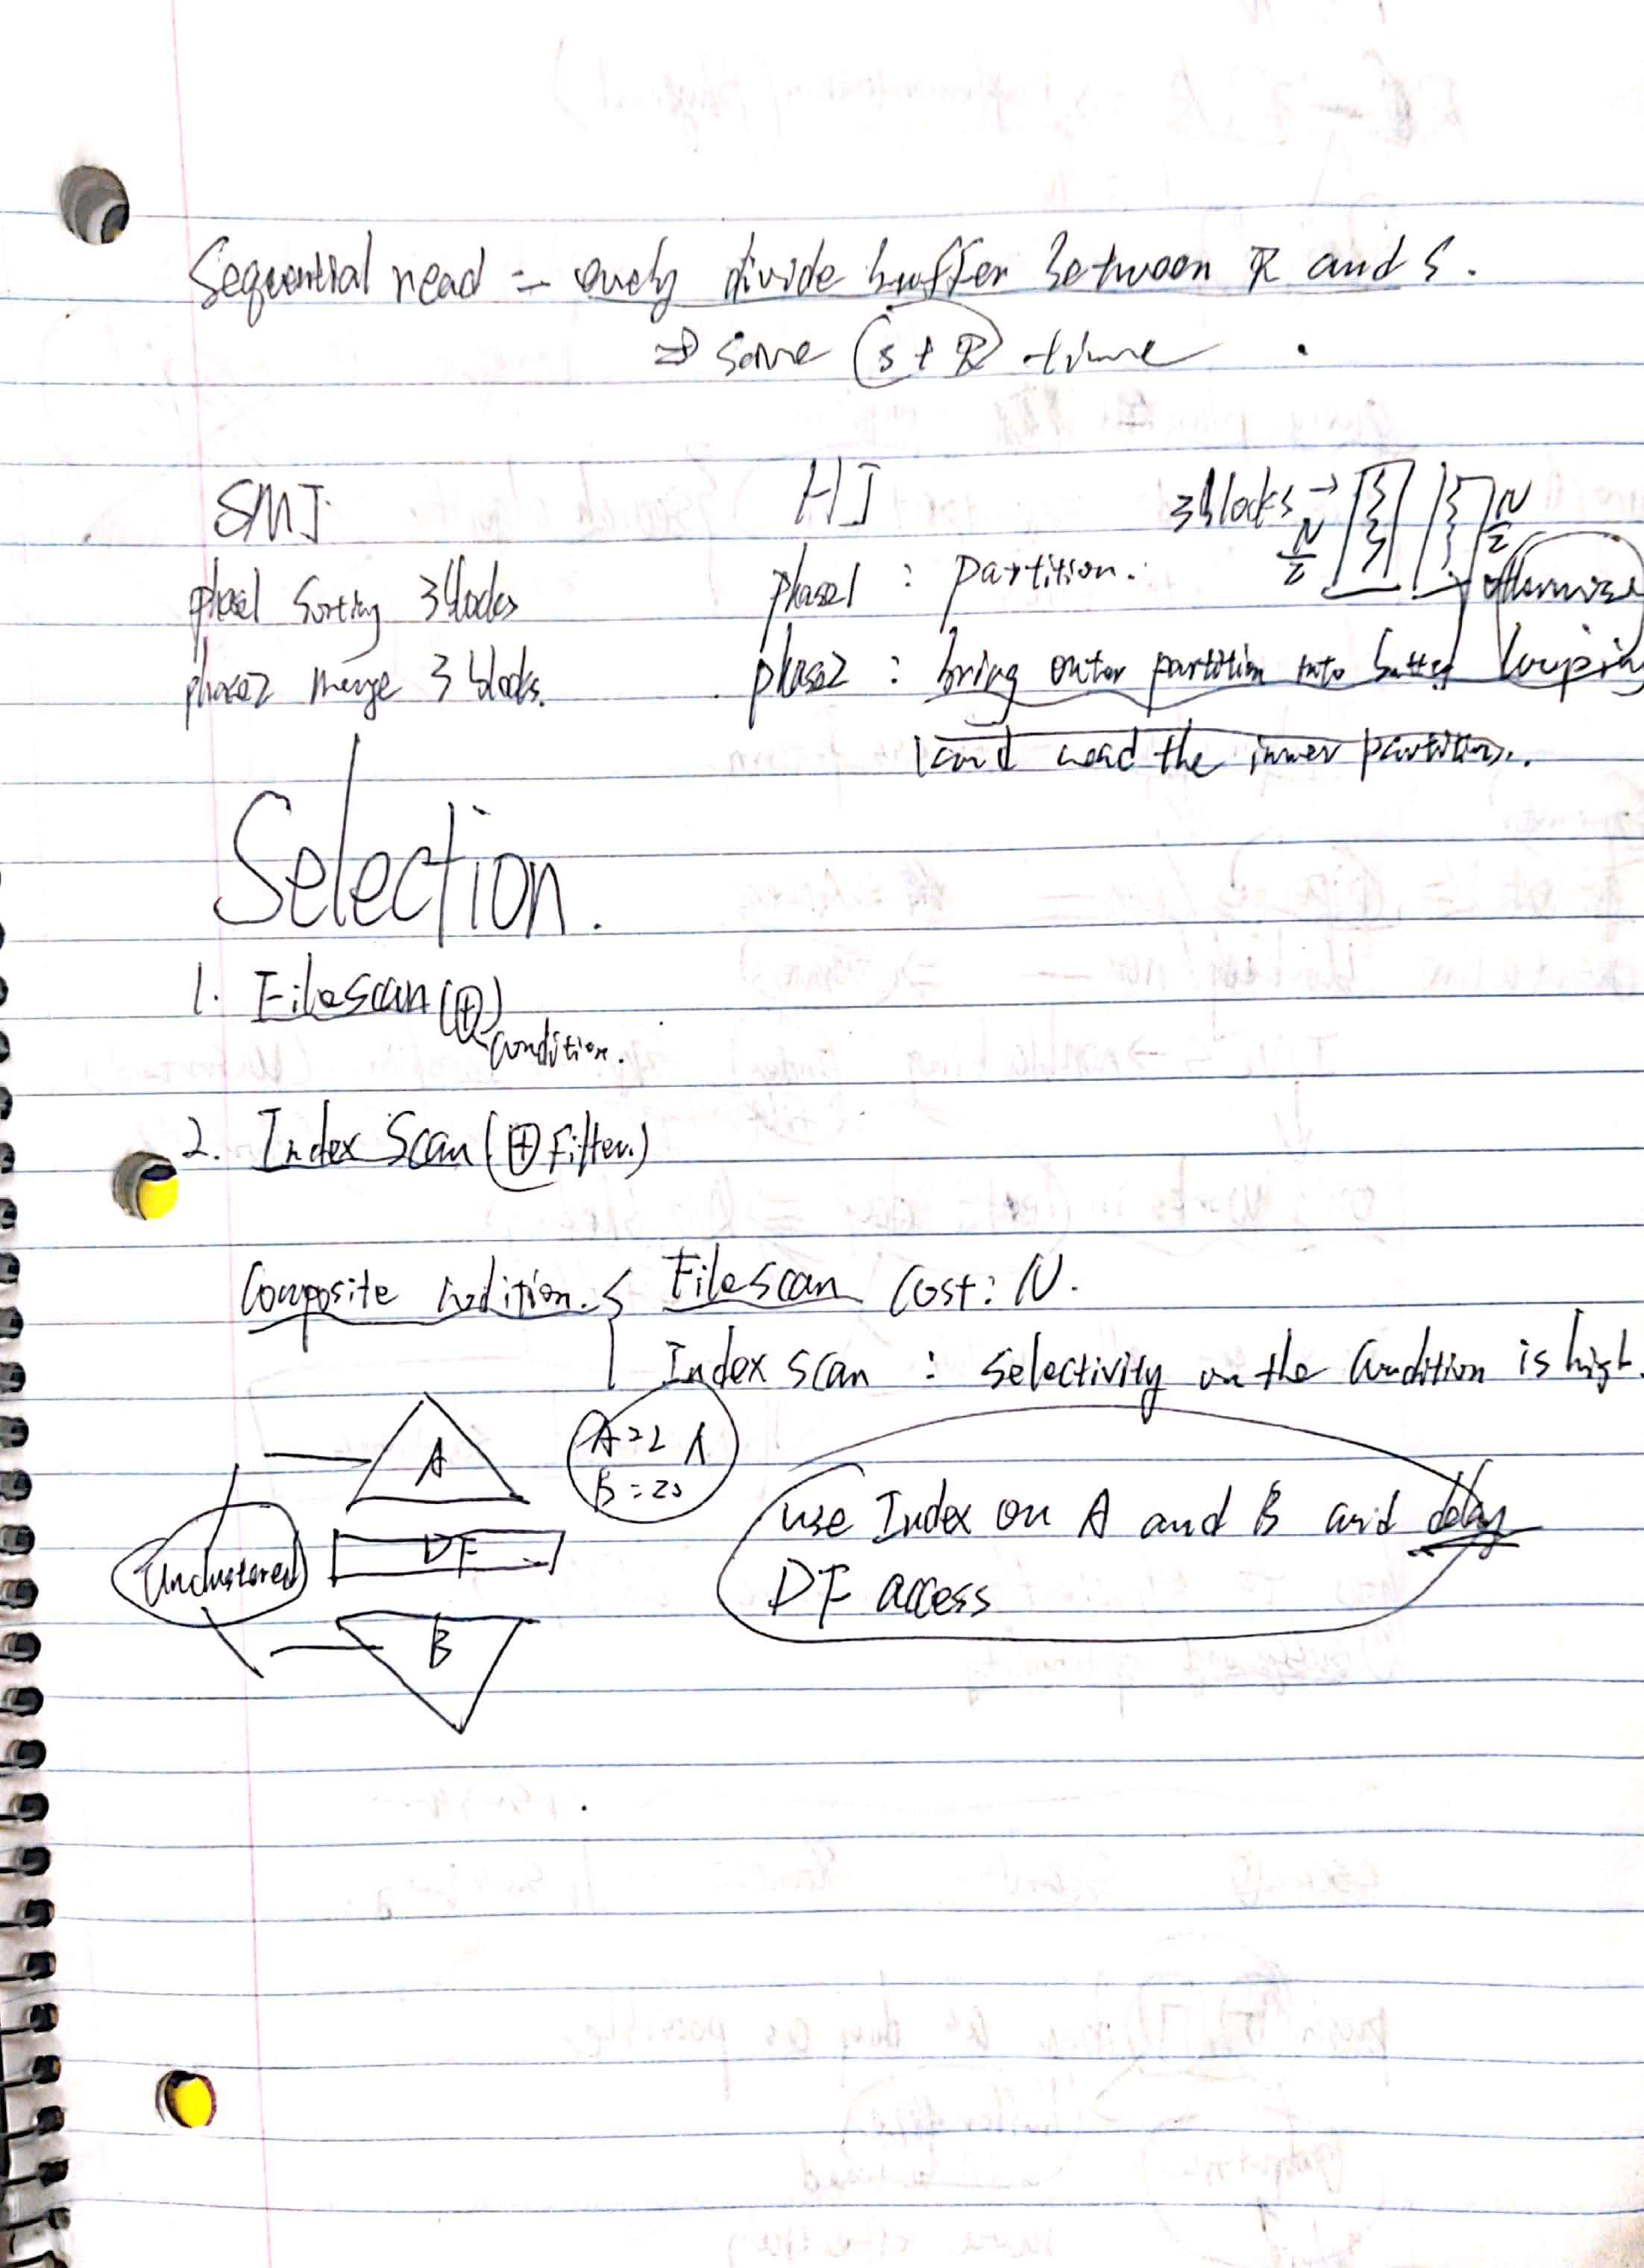 Sequential read = evenly divide buffer between R and S.
⇒ save (S + R) time
SMJ.
phase1 sorting 3 blocks
phase2 merge 3 blocks.
HJ
3 blocks →
N/2
N/2
phase1 : partition.
otherwise
looping
phase2 : bring outer partition into buffer
and read the inner partition.
Selection.
1. Filescan (+)
condition.
2. Index Scan (+ Filter.)
Composite condition. { Filescan Cost: N.
Index scan : Selectivity on the Condition is high.
A
A=2 ∧
B=20
DF
Unclustered
B
use Index on A and B and delay
DF access